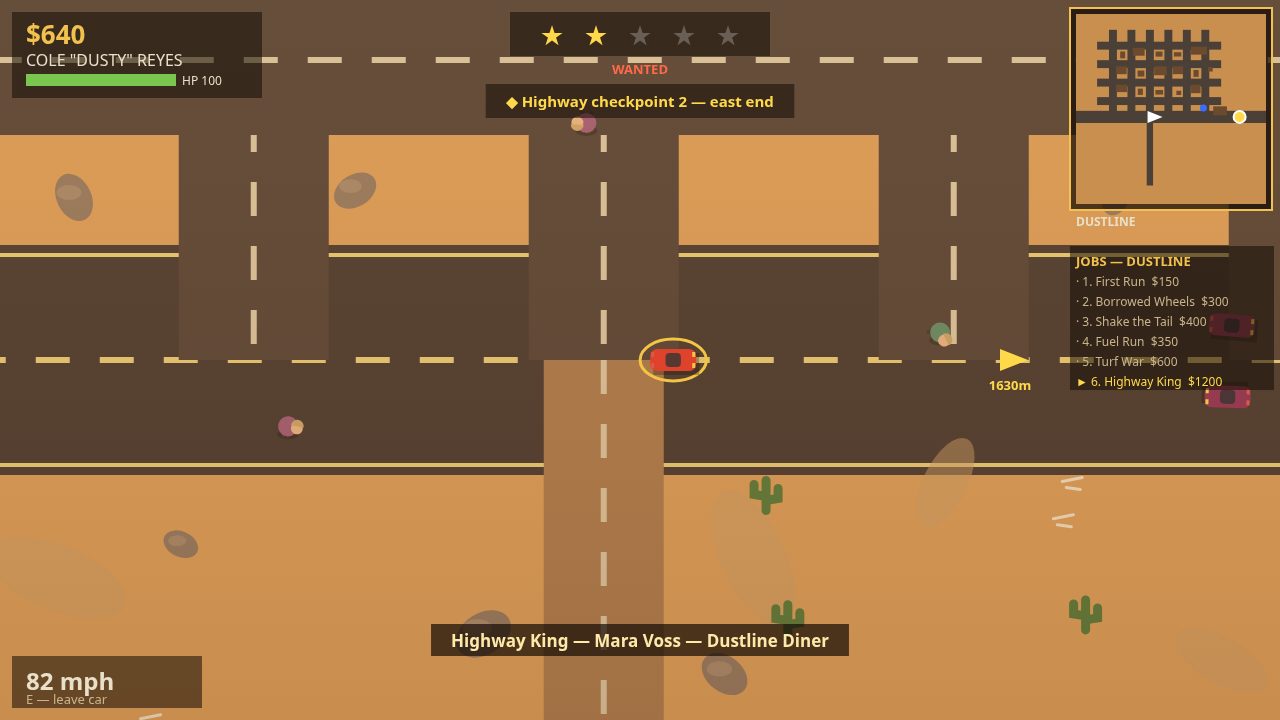 $640
COLE "DUSTY" REYES
HP 100
WANTED
◆ Highway checkpoint 2 — east end
DUSTLINE
JOBS — DUSTLINE
· 1. First Run $150
· 2. Borrowed Wheels $300
· 3. Shake the Tail $400
· 4. Fuel Run $350
· 5. Turf War $600
► 6. Highway King $1200
1630m
Highway King — Mara Voss — Dustline Diner
82 mph
E — leave car